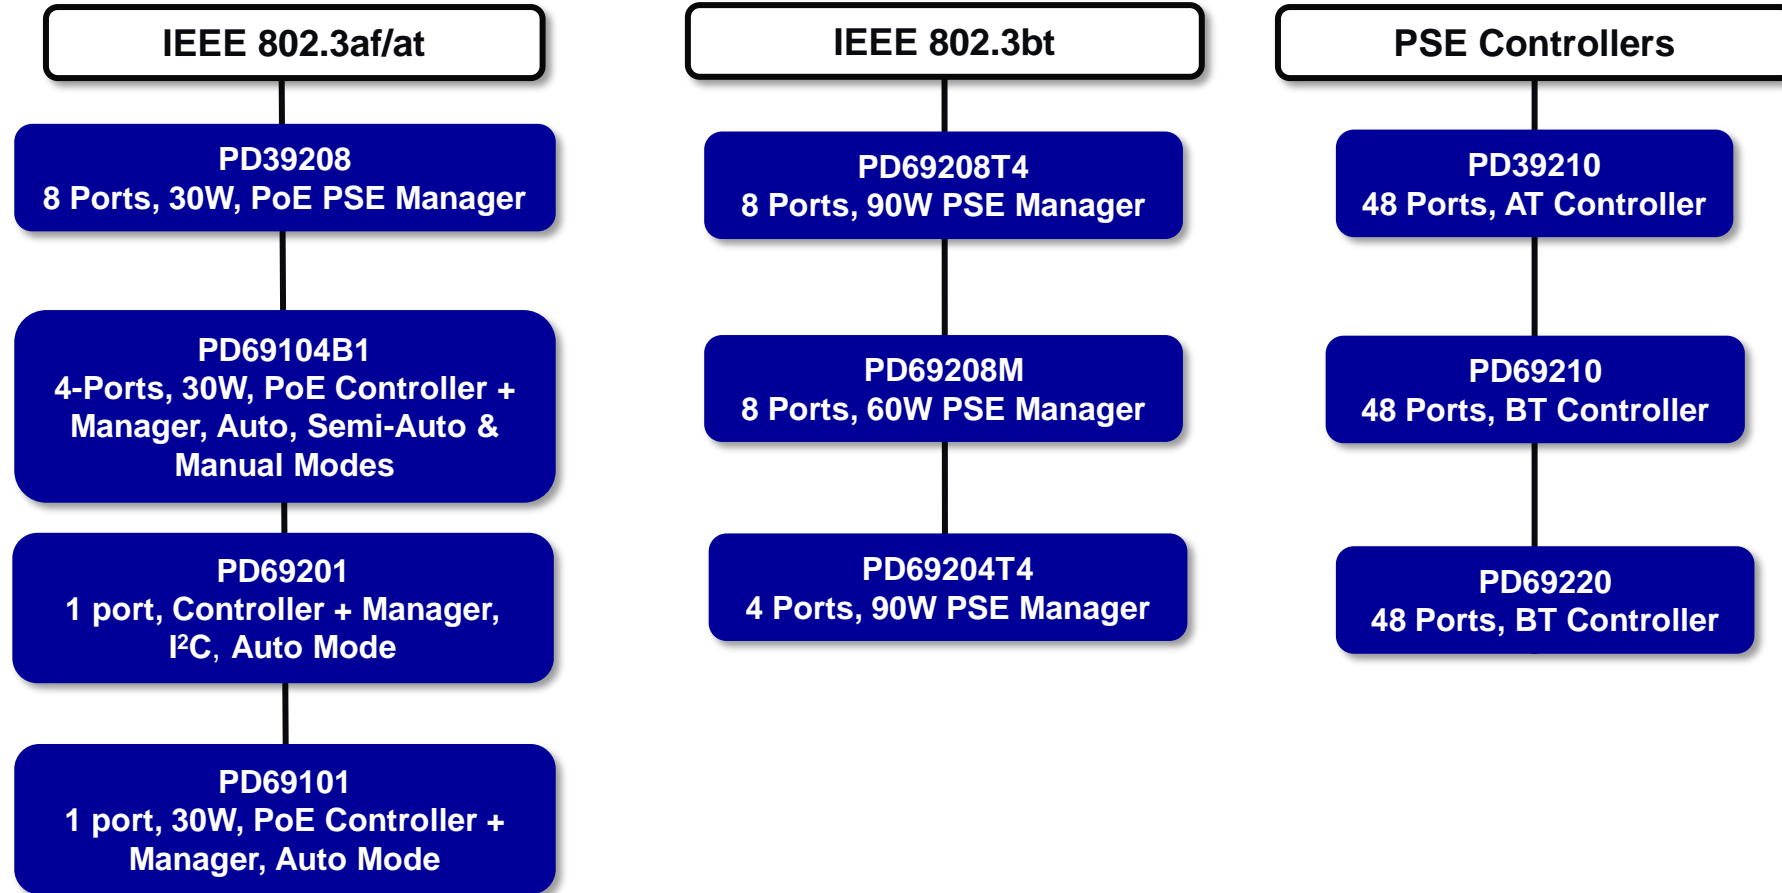 IEEE 802.3af/at
PD39208
8 Ports, 30W, PoE PSE Manager
PD69104B1
4-Ports, 30W, PoE Controller +
Manager, Auto, Semi-Auto &
Manual Modes
PD69201
1 port, Controller + Manager,
I²C, Auto Mode
PD69101
1 port, 30W, PoE Controller +
Manager, Auto Mode
IEEE 802.3bt
PD69208T4
8 Ports, 90W PSE Manager
PD69208M
8 Ports, 60W PSE Manager
PD69204T4
4 Ports, 90W PSE Manager
PSE Controllers
PD39210
48 Ports, AT Controller
PD69210
48 Ports, BT Controller
PD69220
48 Ports, BT Controller